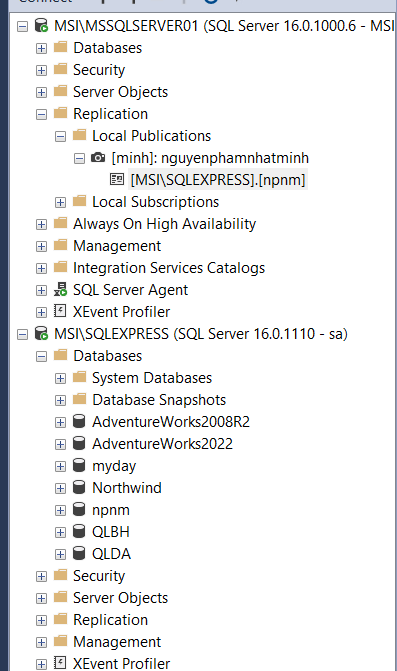 MSI\MSSQLSERVER01 (SQL Server 16.0.1000.6 - MSI
Databases
Security
Server Objects
Replication
Local Publications
[minh]: nguyenphamnhatminh
[MSI\SQLEXPRESS].[npnm]
Local Subscriptions
Always On High Availability
Management
Integration Services Catalogs
SQL Server Agent
XEvent Profiler
MSI\SQLEXPRESS (SQL Server 16.0.1110 - sa)
Databases
System Databases
Database Snapshots
AdventureWorks2008R2
AdventureWorks2022
myday
Northwind
npnm
QLBH
QLDA
Security
Server Objects
Replication
Management
XEvent Profiler